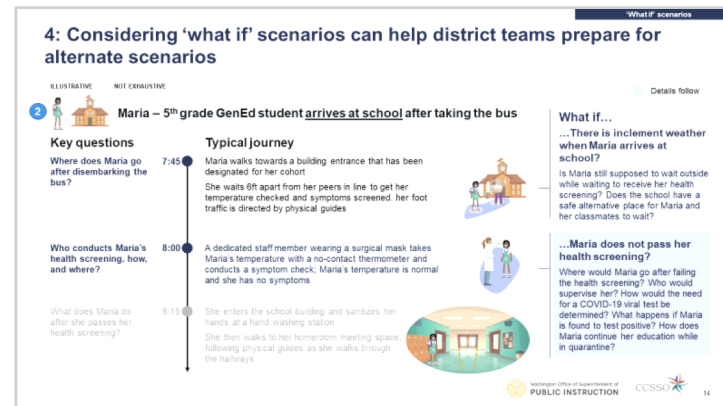 'What if' scenarios
4: Considering 'what if' scenarios can help district teams prepare for
alternate scenarios
ILLUSTRATIVE NOT EXHAUSTIVE
Details follow
2 Maria – 5th grade GenEd student arrives at school after taking the bus
Key questions Typical journey
Where does Maria go
after disembarking the
bus?
7:45
Maria walks towards a building entrance that has been
designated for her cohort
She waits 6ft apart from her peers in line to get her
temperature checked and symptoms screened. her foot
traffic is directed by physical guides
Who conducts Maria's
health screening, how,
and where?
8:00
A dedicated staff member wearing a surgical mask takes
Maria's temperature with a no-contact thermometer and
conducts a symptom check; Maria's temperature is normal
and she has no symptoms
What does Maria do
after she passes her
health screening?
8:15
She enters the school building and sanitizes her
hands at a hand washing station
She then walks to her homeroom meeting space,
following physical guides as she walks through
the hallways
What if…
…There is inclement weather
when Maria arrives at
school?
Is Maria still supposed to wait outside
while waiting to receive her health
screening? Does the school have a
safe alternative place for Maria and
her classmates to wait?
…Maria does not pass her
health screening?
Where would Maria go after failing
the health screening? Who would
supervise her? How would the need
for a COVID-19 viral test be
determined? What happens if Maria
is found to test positive? How does
Maria continue her education while
in quarantine?
Washington Office of Superintendent of
PUBLIC INSTRUCTION
CCSSO
14